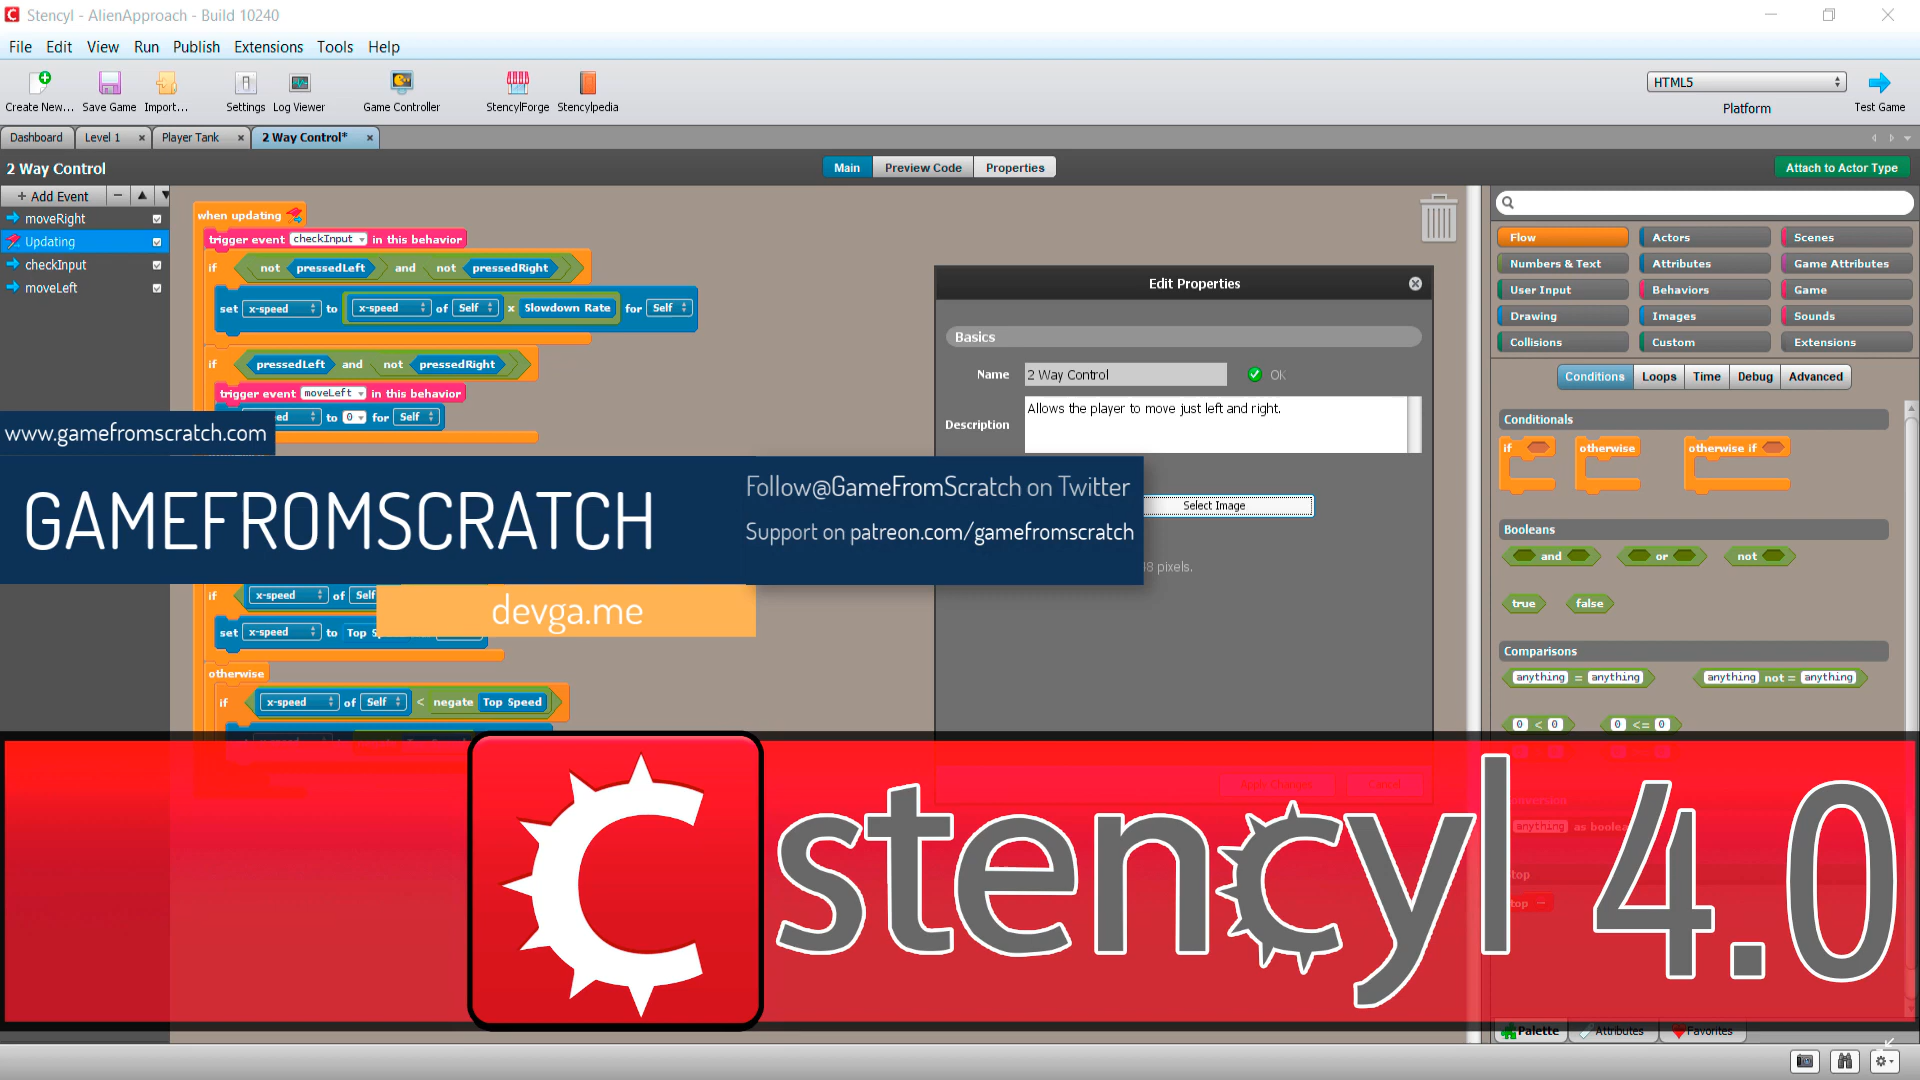 Stencyl - AlienApproach - Build 10240
File Edit View Run Publish Extensions Tools Help
Create New... Save Game Import... Settings Log Viewer Game Controller StencylForge Stencylpedia
HTML5
Platform
Test Game
Dashboard Level 1 Player Tank 2 Way Control*
2 Way Control
Main Preview Code Properties
Attach to Actor Type
+ Add Event
moveRight
Updating
checkInput
moveLeft
when updating
trigger event checkInput in this behavior
if not pressedLeft and not pressedRight
set x-speed to x-speed of Self x Slowdown Rate for Self
if pressedLeft and not pressedRight
trigger event moveLeft in this behavior
to 0 for Self
www.gamefromscratch.com
GAMEFROMSCRATCH
Follow@GameFromScratch on Twitter
Support on patreon.com/gamefromscratch
devga.me
if x-speed of Self
set x-speed to Top
otherwise
if x-speed of Self < negate Top Speed
Edit Properties
Basics
Name 2 Way Control OK
Description Allows the player to move just left and right.
Select Image
pixels.
Apply Changes Cancel
Flow Actors Scenes
Numbers & Text Attributes Game Attributes
User Input Behaviors Game
Drawing Images Sounds
Collisions Custom Extensions
Conditions Loops Time Debug Advanced
Conditionals
if otherwise otherwise if
Booleans
and or not
true false
Comparisons
anything = anything anything not = anything
0 < 0 0 <= 0
anything as boolea
stencyl 4.0
Palette Attributes Favorites